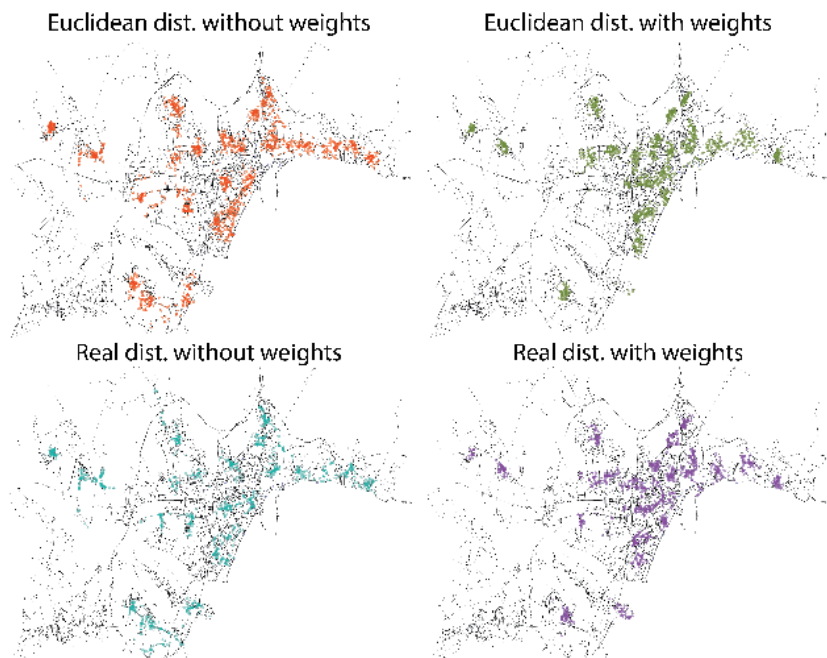 Euclidean dist. without weights
Euclidean dist. with weights
Real dist. without weights
Real dist. with weights